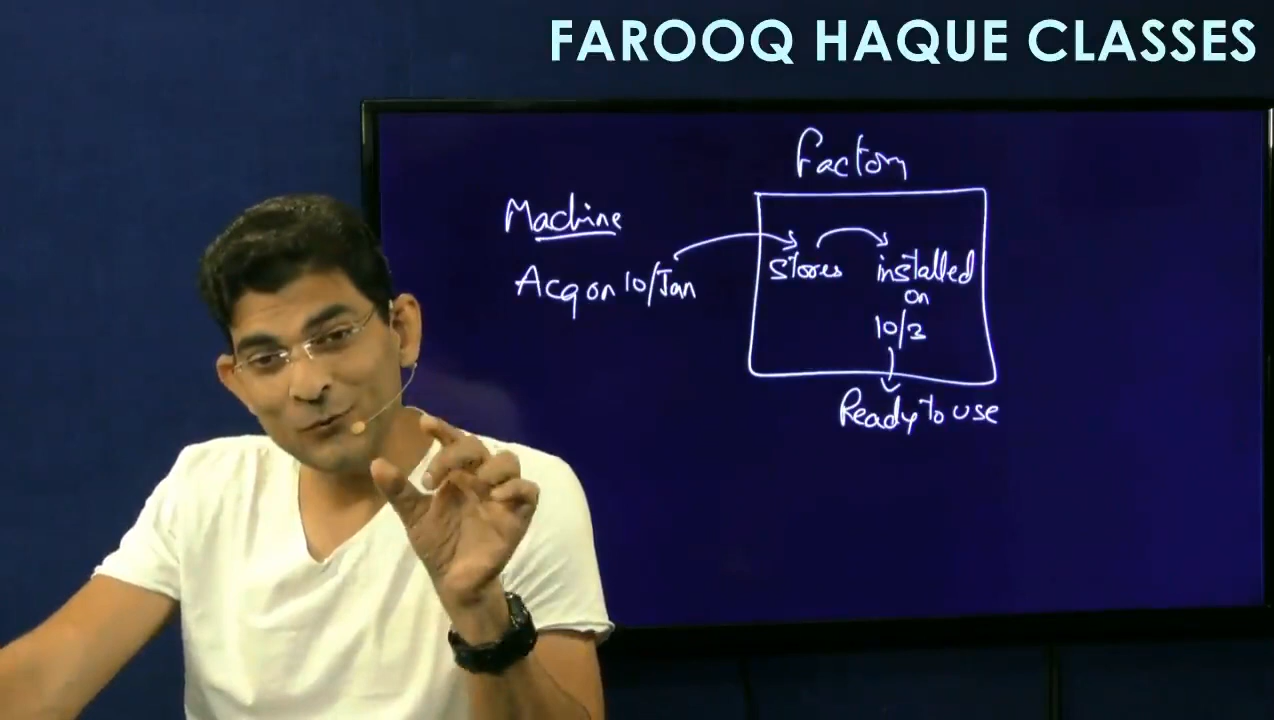 FAROOQ HAQUE CLASSES
Factory
Machine
Acq on 10/Jan
Stores
installed
on
10/3
Ready to use